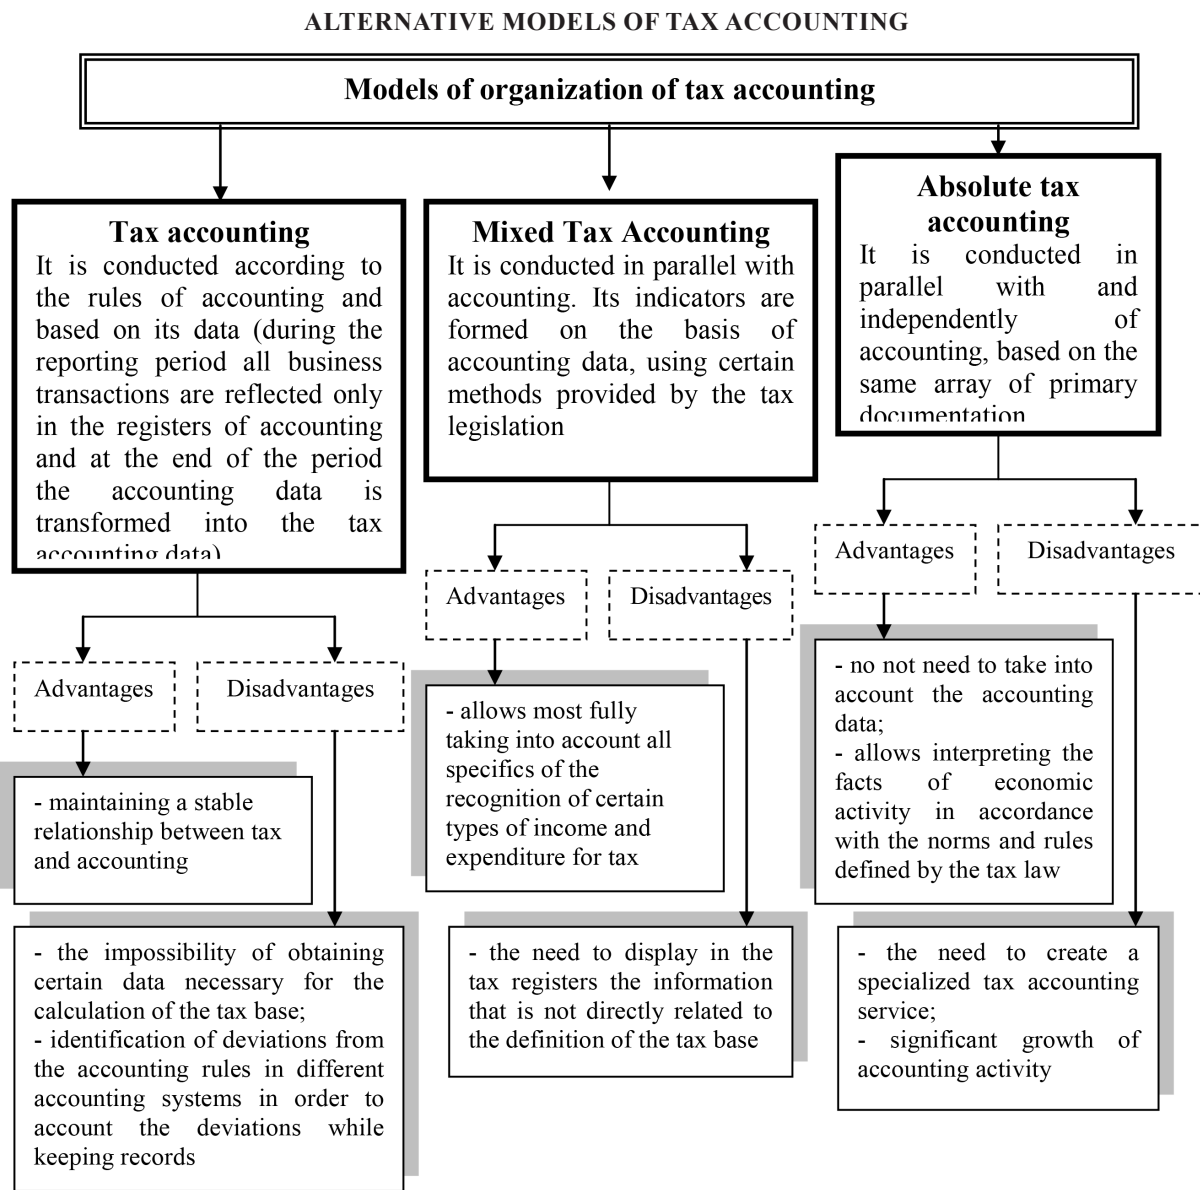 ALTERNATIVE MODELS OF TAX ACCOUNTING
Models of organization of tax accounting
Tax accounting
It is conducted according to
the rules of accounting and
based on its data (during the
reporting period all business
transactions are reflected only
in the registers of accounting
and at the end of the period
the accounting data is
transformed into the tax
accounting data)
Advantages
Disadvantages
- maintaining a stable
relationship between tax
and accounting
- the impossibility of obtaining
certain data necessary for the
calculation of the tax base;
- identification of deviations from
the accounting rules in different
accounting systems in order to
account the deviations while
keeping records
Mixed Tax Accounting
It is conducted in parallel with
accounting. Its indicators are
formed on the basis of
accounting data, using certain
methods provided by the tax
legislation
Advantages
Disadvantages
- allows most fully
taking into account all
specifics of the
recognition of certain
types of income and
expenditure for tax
- the need to display in the
tax registers the information
that is not directly related to
the definition of the tax base
Absolute tax
accounting
It is conducted in
parallel with and
independently of
accounting, based on the
same array of primary
documentation
Advantages
Disadvantages
- no not need to take into
account the accounting
data;
- allows interpreting the
facts of economic
activity in accordance
with the norms and rules
defined by the tax law
- the need to create a
specialized tax accounting
service;
- significant growth of
accounting activity